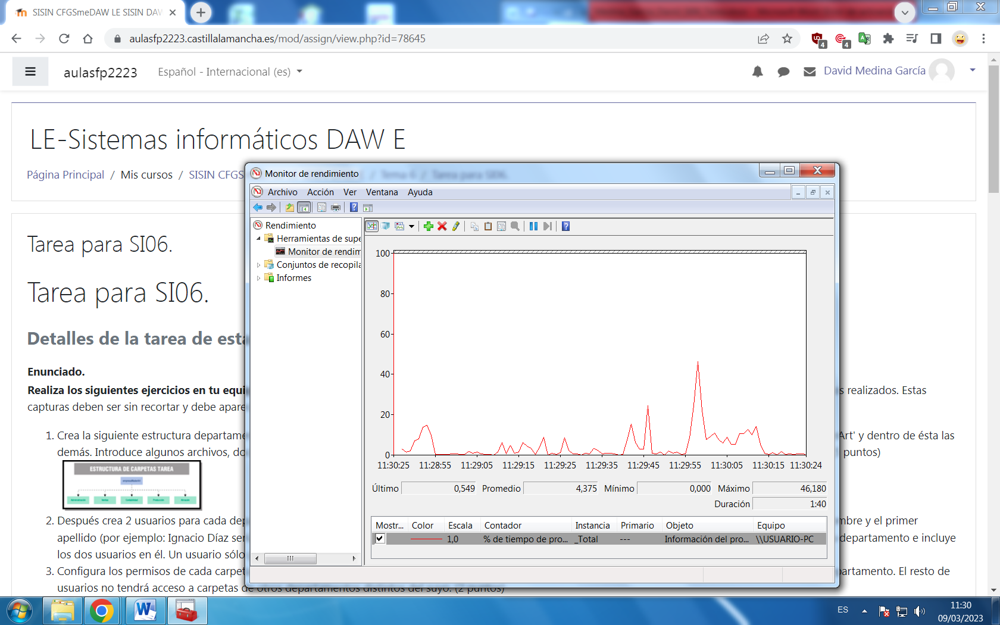 SISIN CFGSmeDAW LE SISIN DAW
aulasfp2223.castillalamancha.es/mod/assign/view.php?id=78645
4
4
aulasfp2223
Español - Internacional (es)
David Medina García
LE-Sistemas informáticos DAW E
Página Principal / Mis cursos / SISIN CFGS / Tema 6 / Tarea para SI06.
Tarea para SI06.
Tarea para SI06.
Detalles de la tarea de esta
Enunciado.
Realiza los siguientes ejercicios en tu equi s realizados. Estas
capturas deben ser sin recortar y debe apare
1. Crea la siguiente estructura departame Art' y dentro de ésta las
demás. Introduce algunos archivos, do puntos)
ESTRUCTURA DE CARPETAS TAREA
2. Después crea 2 usuarios para cada dep mbre y el primer
apellido (por ejemplo: Ignacio Díaz ser departamento e incluye
los dos usuarios en él. Un usuario sólo
3. Configura los permisos de cada carpet partamento. El resto de
usuarios no tendrá acceso a carpetas de otros departamentos distintos del suyo. (2 puntos)
Monitor de rendimiento
Archivo Acción Ver Ventana Ayuda
Rendimiento
Herramientas de supe
Monitor de rendim
Conjuntos de recopila
Informes
100
80
60
40
20
0
11:30:25 11:28:55 11:29:05 11:29:15 11:29:25 11:29:35 11:29:45 11:29:55 11:30:05 11:30:15 11:30:24
Último 0,549 Promedio 4,375 Mínimo 0,000 Máximo 46,180
Duración 1:40
Mostr... Color Escala Contador Instancia Primario Objeto Equipo
1,0 % de tiempo de pro... _Total --- Información del pro... \\USUARIO-PC
ES
11:30
09/03/2023